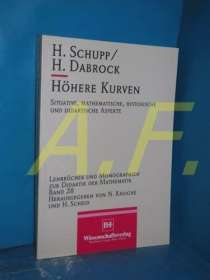 H. Schupp/
H. Dabrock
Höhere Kurven
Situative, mathematische, historische
und didaktische Aspekte
Lehrbücher und Monographien
zur Didaktik der Mathematik
Band 28
Herausgegeben von N. Knoche
und H. Scheid
BI
Wissenschaftsverlag
A.F.